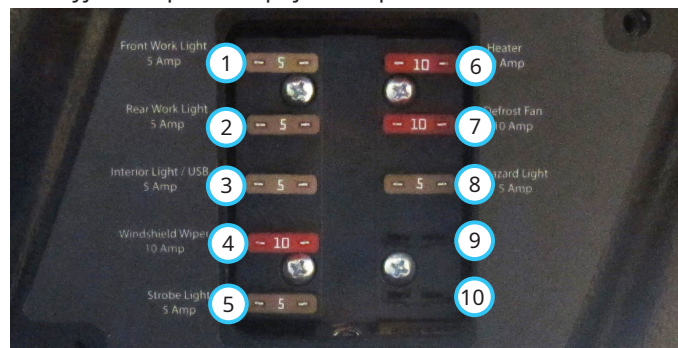 Front Work Light
5 Amp
1
5
Rear Work Light
5 Amp
2
5
Interior Light / USB
5 Amp
3
5
Windshield Wiper
10 Amp
4
10
Strobe Light
5 Amp
5
5
10
6
Heater
Amp
10
7
Defrost Fan
10 Amp
5
8
azard Light
5 Amp
9
10